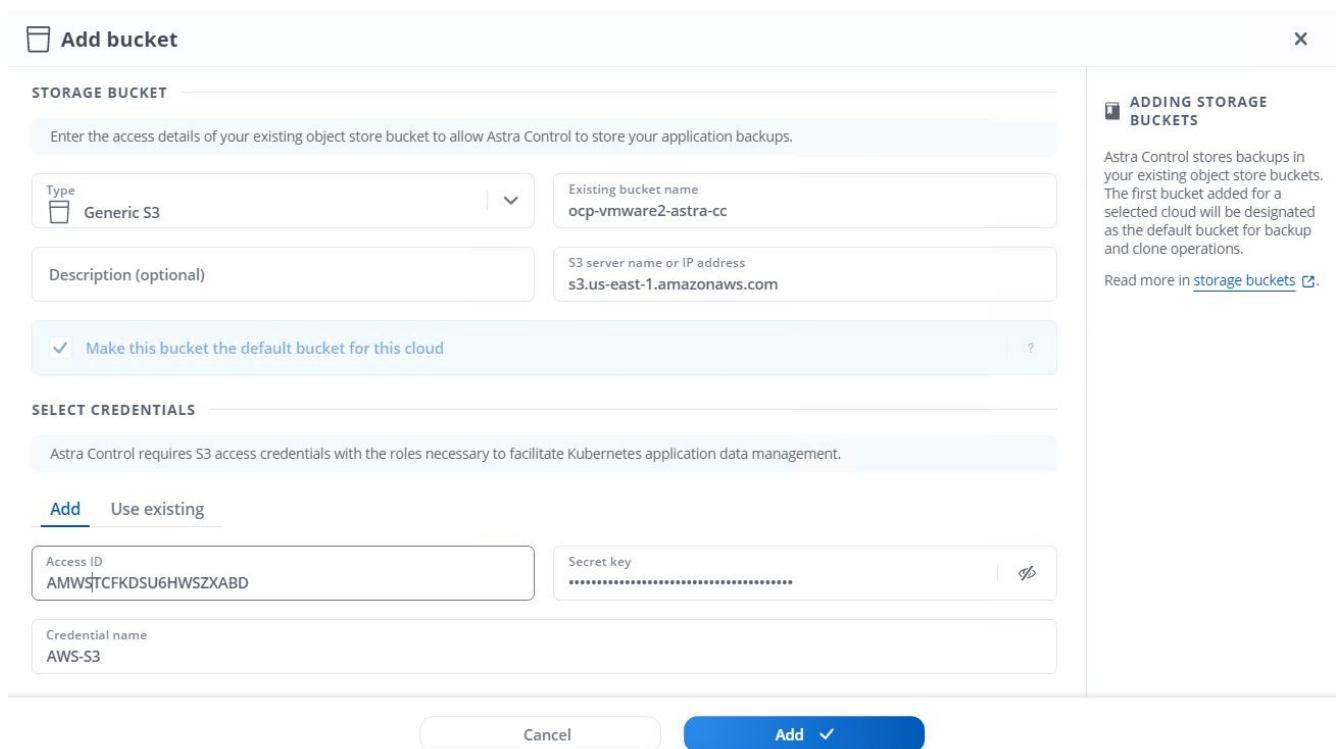 Add bucket
STORAGE BUCKET
Enter the access details of your existing object store bucket to allow Astra Control to store your application backups.
Type
Generic S3
Existing bucket name
ocp-vmware2-astra-cc
Description (optional)
S3 server name or IP address
s3.us-east-1.amazonaws.com
Make this bucket the default bucket for this cloud
?
SELECT CREDENTIALS
Astra Control requires S3 access credentials with the roles necessary to facilitate Kubernetes application data management.
Add
Use existing
Access ID
AMWSTCFKDSU6HWSZXABD
Secret key
••••••••••••••••••••••••••••••••••••••••
Credential name
AWS-S3
Cancel
Add
ADDING STORAGE
BUCKETS
Astra Control stores backups in
your existing object store buckets.
The first bucket added for a
selected cloud will be designated
as the default bucket for backup
and clone operations.
Read more in storage buckets.